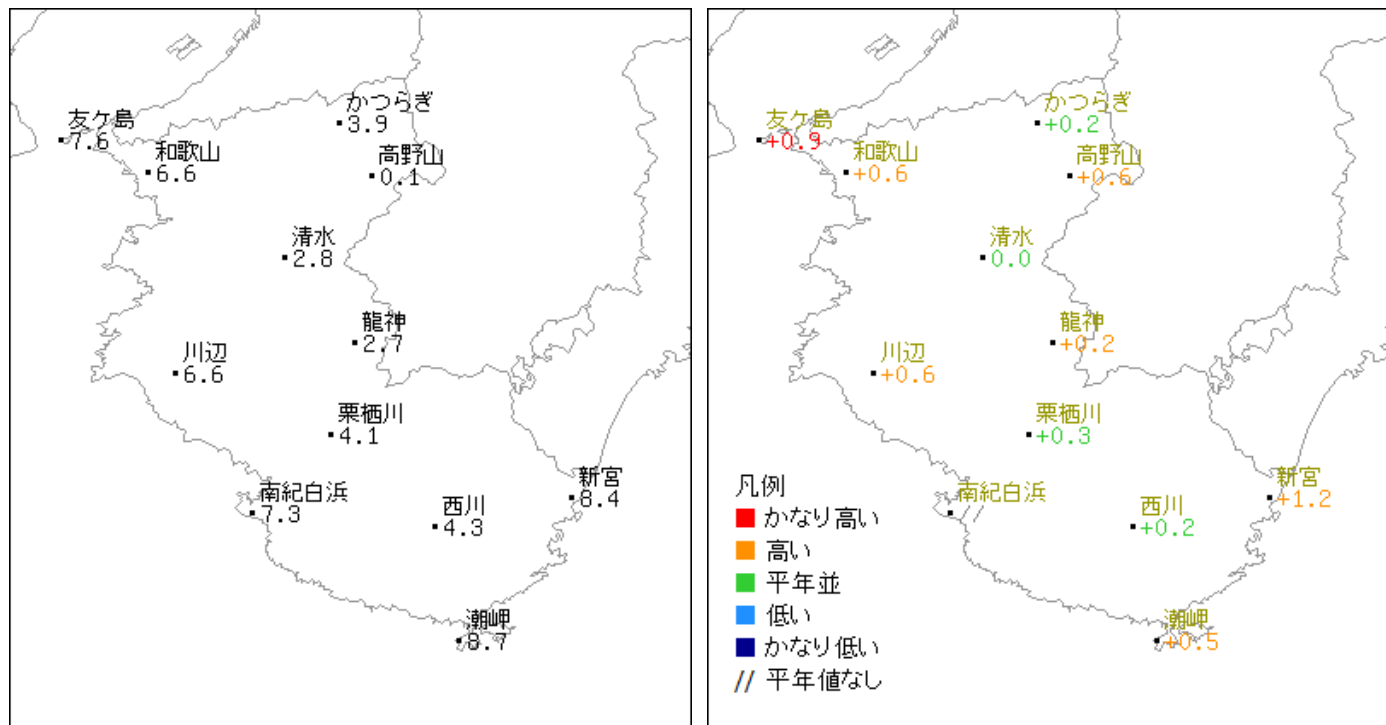 かつらぎ
3.9
友ケ島
7.6
和歌山
6.6
高野山
0.1
清水
2.8
龍神
2.7
川辺
6.6
栗栖川
4.1
南紀白浜
7.3
西川
4.3
新宮
8.4
潮岬
8.7
かつらぎ
+0.2
友ケ島
+0.9
和歌山
+0.6
高野山
+0.6
清水
0.0
龍神
+0.2
川辺
+0.6
栗栖川
+0.3
南紀白浜
//
西川
+0.2
新宮
+1.2
潮岬
+0.5
凡例
かなり高い
高い
平年並
低い
かなり低い
// 平年値なし